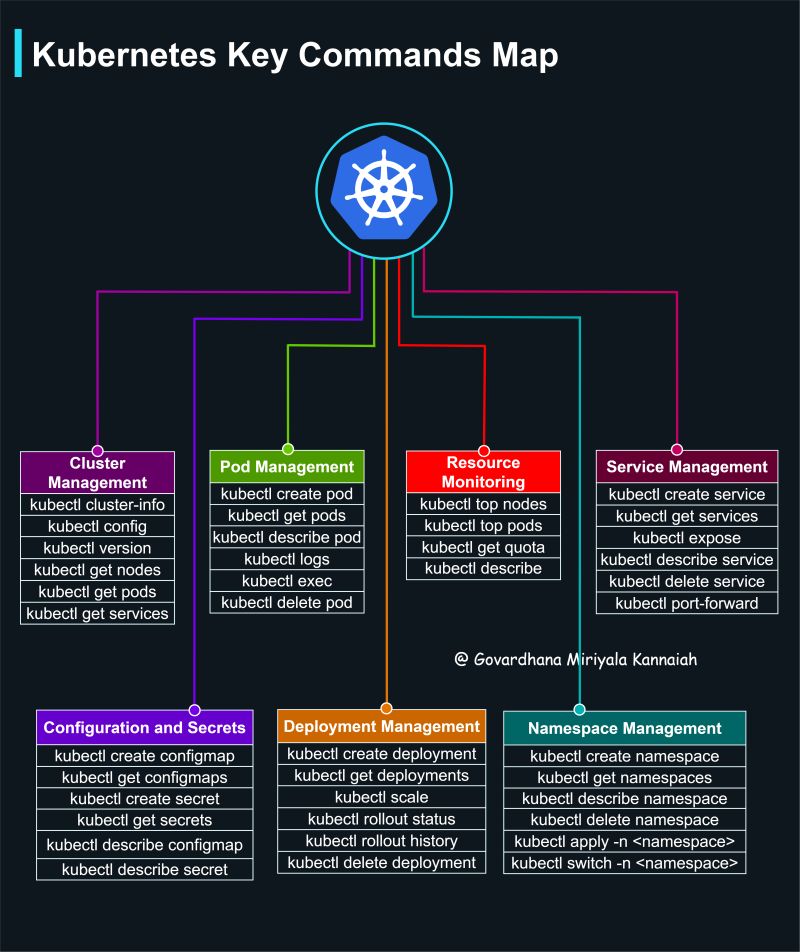 Kubernetes Key Commands Map
Cluster
Management
kubectl cluster-info
kubectl config
kubectl version
kubectl get nodes
kubectl get pods
kubectl get services
Pod Management
kubectl create pod
kubectl get pods
kubectl describe pod
kubectl logs
kubectl exec
kubectl delete pod
Resource
Monitoring
kubectl top nodes
kubectl top pods
kubectl get quota
kubectl describe
Service Management
kubectl create service
kubectl get services
kubectl expose
kubectl describe service
kubectl delete service
kubectl port-forward
@ Govardhana Miriyala Kannaiah
Configuration and Secrets
kubectl create configmap
kubectl get configmaps
kubectl create secret
kubectl get secrets
kubectl describe configmap
kubectl describe secret
Deployment Management
kubectl create deployment
kubectl get deployments
kubectl scale
kubectl rollout status
kubectl rollout history
kubectl delete deployment
Namespace Management
kubectl create namespace
kubectl get namespaces
kubectl describe namespace
kubectl delete namespace
kubectl apply -n <namespace>
kubectl switch -n <namespace>